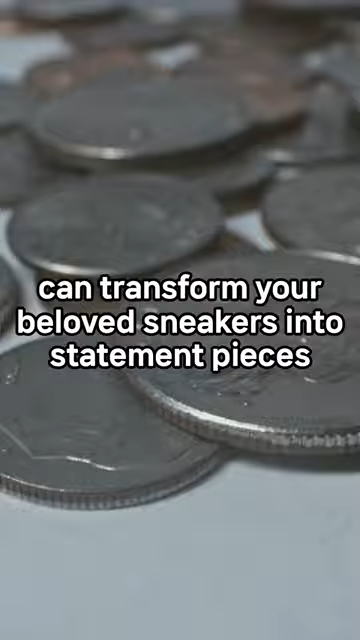 can transform your
beloved sneakers into
statement pieces